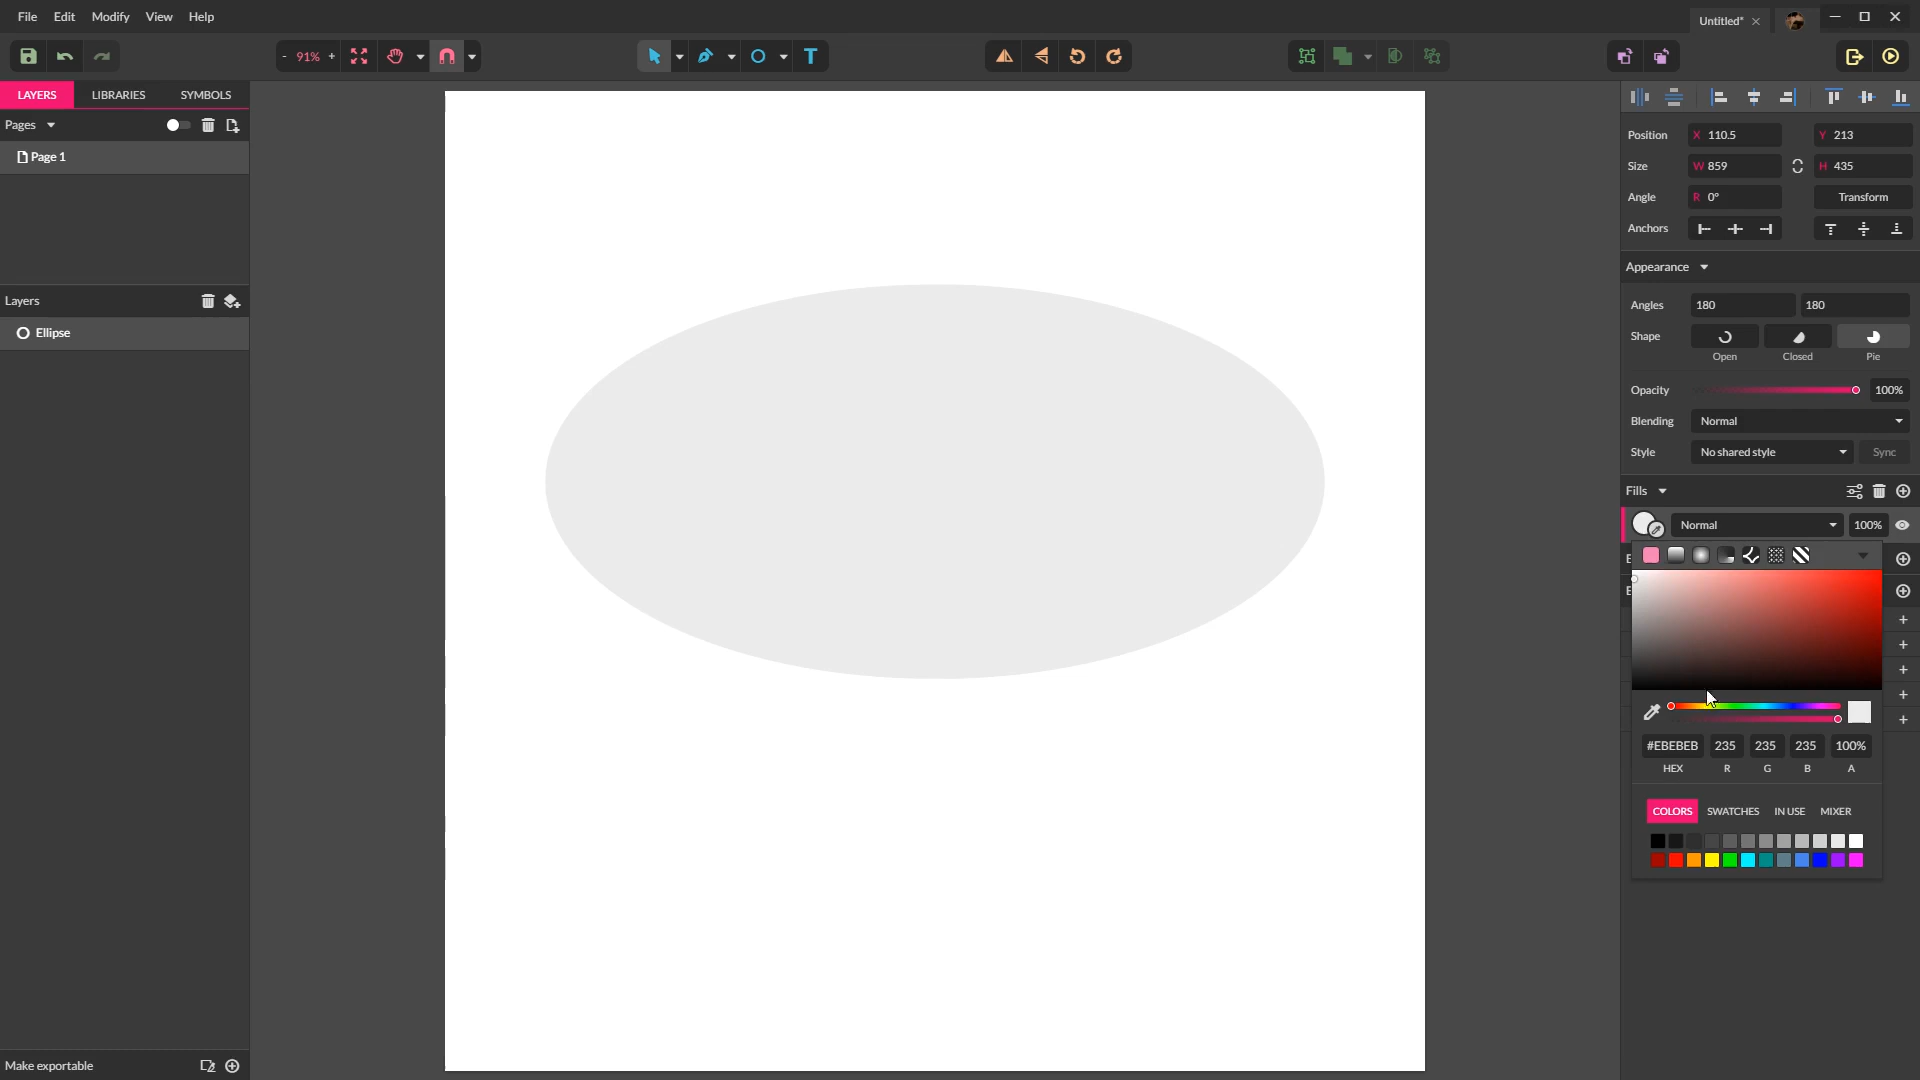 File Edit Modify View Help
Untitled*
- 91% +
T
LAYERS LIBRARIES SYMBOLS
Pages
Page 1
Layers
Ellipse
Make exportable
Position X 110.5 Y 213
Size W 859 H 435
Angle R 0° Transform
Anchors
Appearance
Angles 180 180
Shape
Open Closed Pie
Opacity 100%
Blending Normal
Style No shared style Sync
Fills
Normal 100%
#EBEBEB 235 235 235 100%
HEX R G B A
COLORS SWATCHES IN USE MIXER